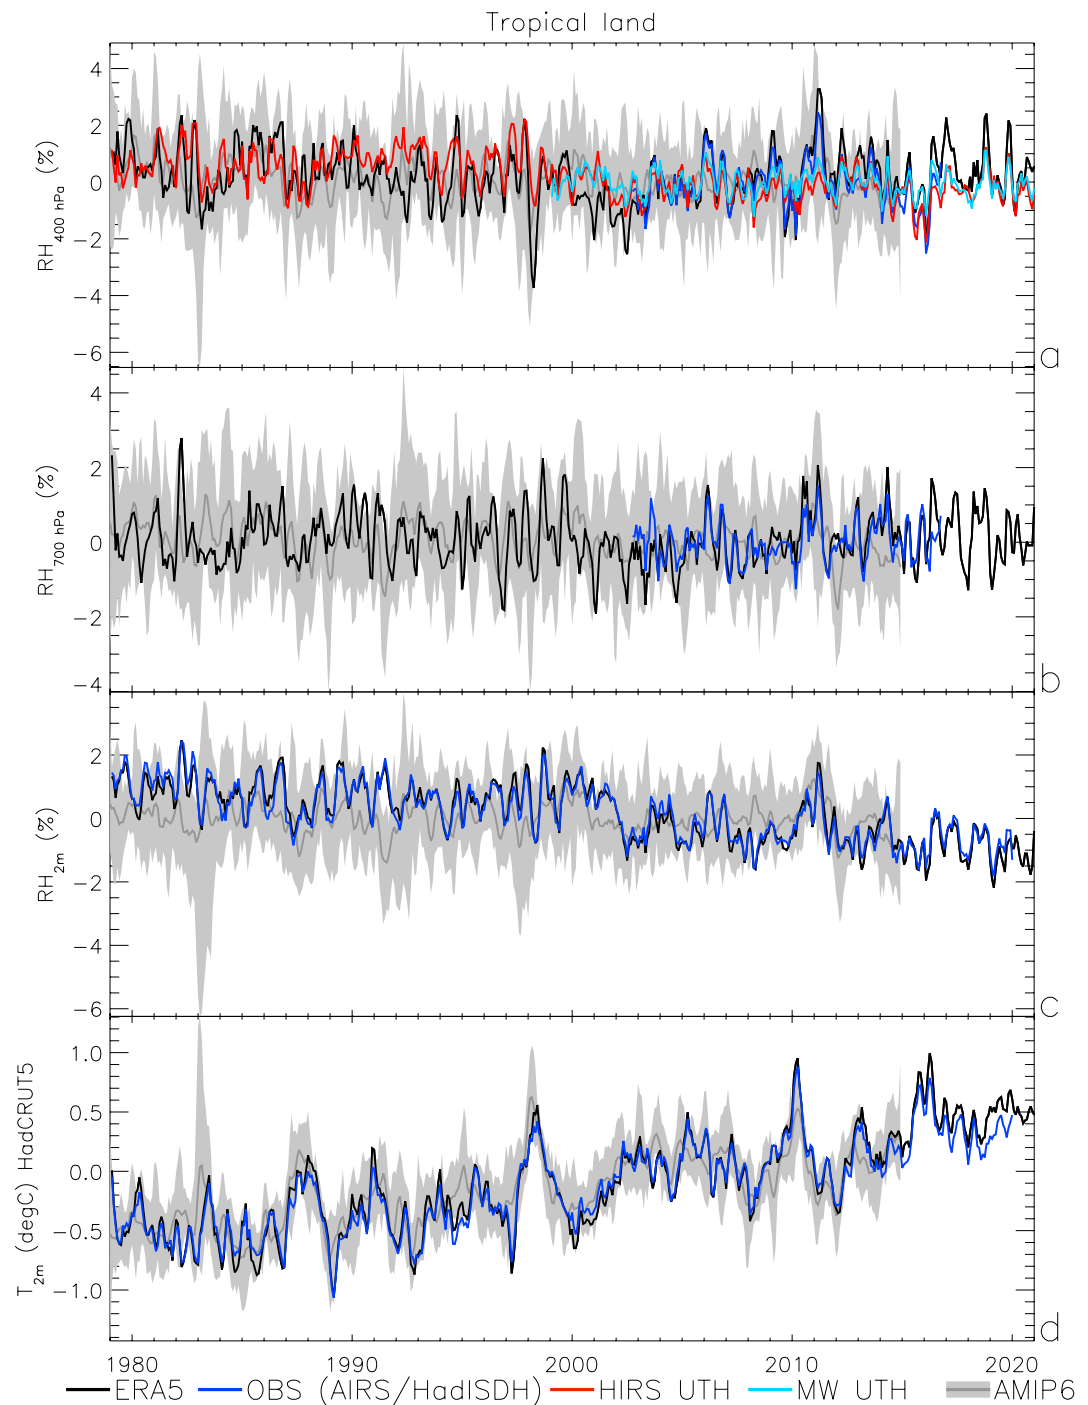 Tropical land
4
2
0
−2
−4
−6
RH400 hPa (%)
a
4
2
0
−2
−4
RH700 hPa (%)
b
2
0
−2
−4
−6
RH2m (%)
c
1.0
0.5
0.0
−0.5
−1.0
T2m (degC) HadCRUT5
d
1980 1990 2000 2010 2020
ERA5 OBS (AIRS/HadISDH) HIRS UTH MW UTH AMIP6